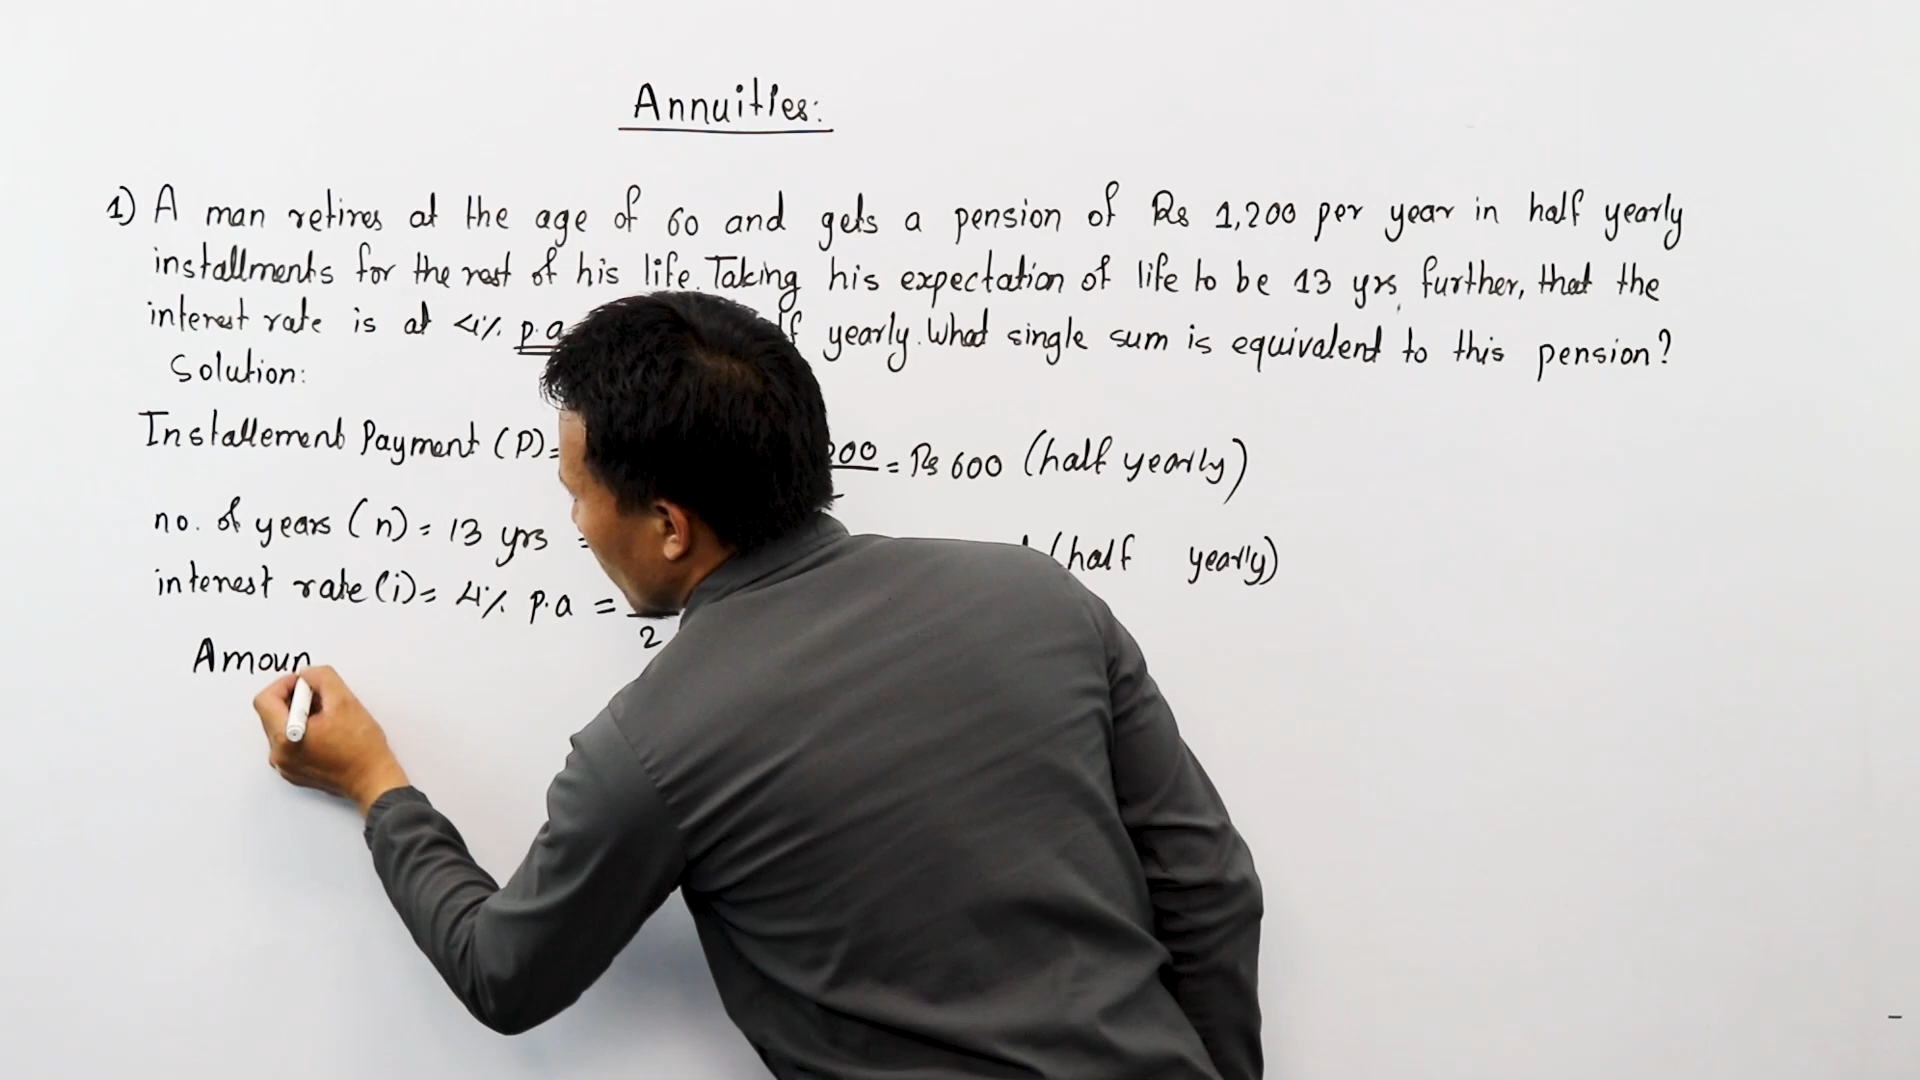 Annuities:
1) A man retires at the age of 60 and gets a pension of Rs 1,200 per year in half yearly
installments for the rest of his life. Taking his expectation of life to be 13 yrs further, that the
interest rate is at 4% p.a yearly. What single sum is equivalent to this pension?
Solution:
Installement Payment (P)= 200 = Rs 600 (half yearly)
no. of years (n) = 13 yrs = (half yearly)
interest rate (i)= 4% p.a =
2
Amoun